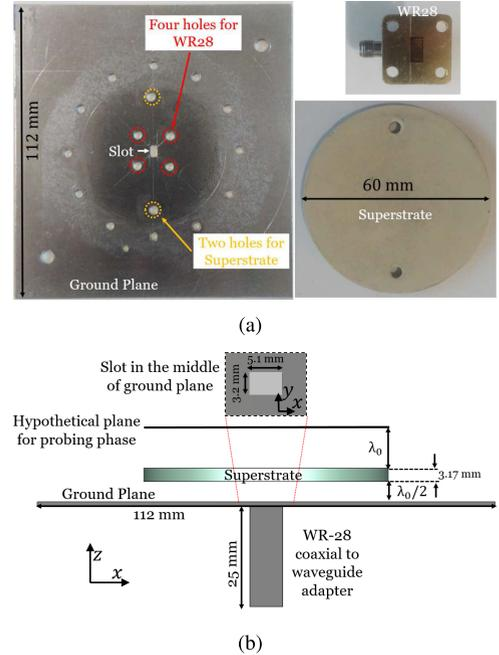 Four holes for
WR28
WR28
112 mm
Slot
60 mm
Superstrate
Two holes for
Superstrate
Ground Plane
(a)
Slot in the middle
of ground plane
5.1 mm
3.2 mm
y
x
Hypothetical plane
for probing phase
λ₀
Superstrate
3.17 mm
Ground Plane
λ₀/2
112 mm
25 mm
WR-28
coaxial to
waveguide
adapter
z
x
(b)